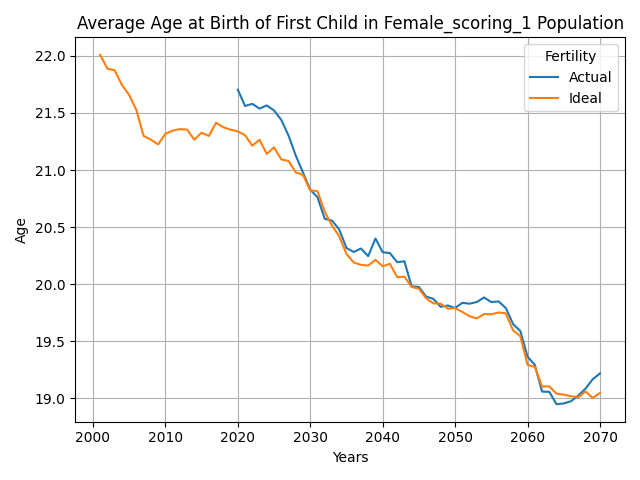 Average Age at Birth of First Child in Female_scoring_1 Population
Fertility
Actual
Ideal
Age
22.0
21.5
21.0
20.5
20.0
19.5
19.0
2000 2010 2020 2030 2040 2050 2060 2070
Years